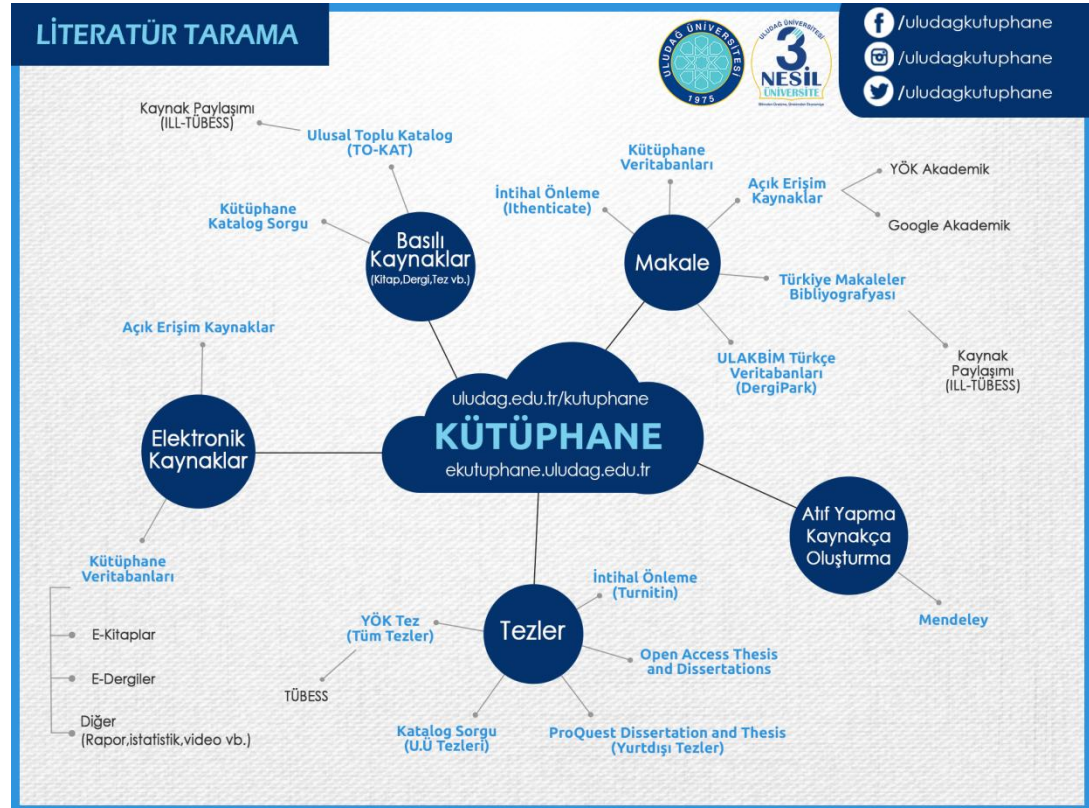 LİTERATÜR TARAMA
ULUDAĞ ÜNİVERSİTESİ
1975
ULUDAĞ ÜNİVERSİTESİ
3
NESİL
ÜNİVERSİTE
/uludagkutuphane
/uludagkutuphane
/uludagkutuphane
Kaynak Paylaşımı
(ILL-TÜBESS)
Ulusal Toplu Katalog
(TO-KAT)
Kütüphane
Katalog Sorgu
Basılı
Kaynaklar
(Kitap,Dergi,Tez vb.)
Kütüphane
Veritabanları
İntihal Önleme
(Ithenticate)
Açık Erişim
Kaynaklar
YÖK Akademik
Google Akademik
Makale
Türkiye Makaleler
Bibliyografyası
Kaynak
Paylaşımı
(ILL-TÜBESS)
ULAKBİM Türkçe
Veritabanları
(DergiPark)
Açık Erişim Kaynaklar
Elektronik
Kaynaklar
Kütüphane
Veritabanları
E-Kitaplar
E-Dergiler
Diğer
(Rapor,istatistik,video vb.)
uludag.edu.tr/kutuphane
KÜTÜPHANE
ekutuphane.uludag.edu.tr
Atıf Yapma
Kaynakça
Oluşturma
Mendeley
İntihal Önleme
(Turnitin)
YÖK Tez
(Tüm Tezler)
Tezler
TÜBESS
Open Access Thesis
and Dissertations
Katalog Sorgu
(U.Ü Tezleri)
ProQuest Dissertation and Thesis
(Yurtdışı Tezler)